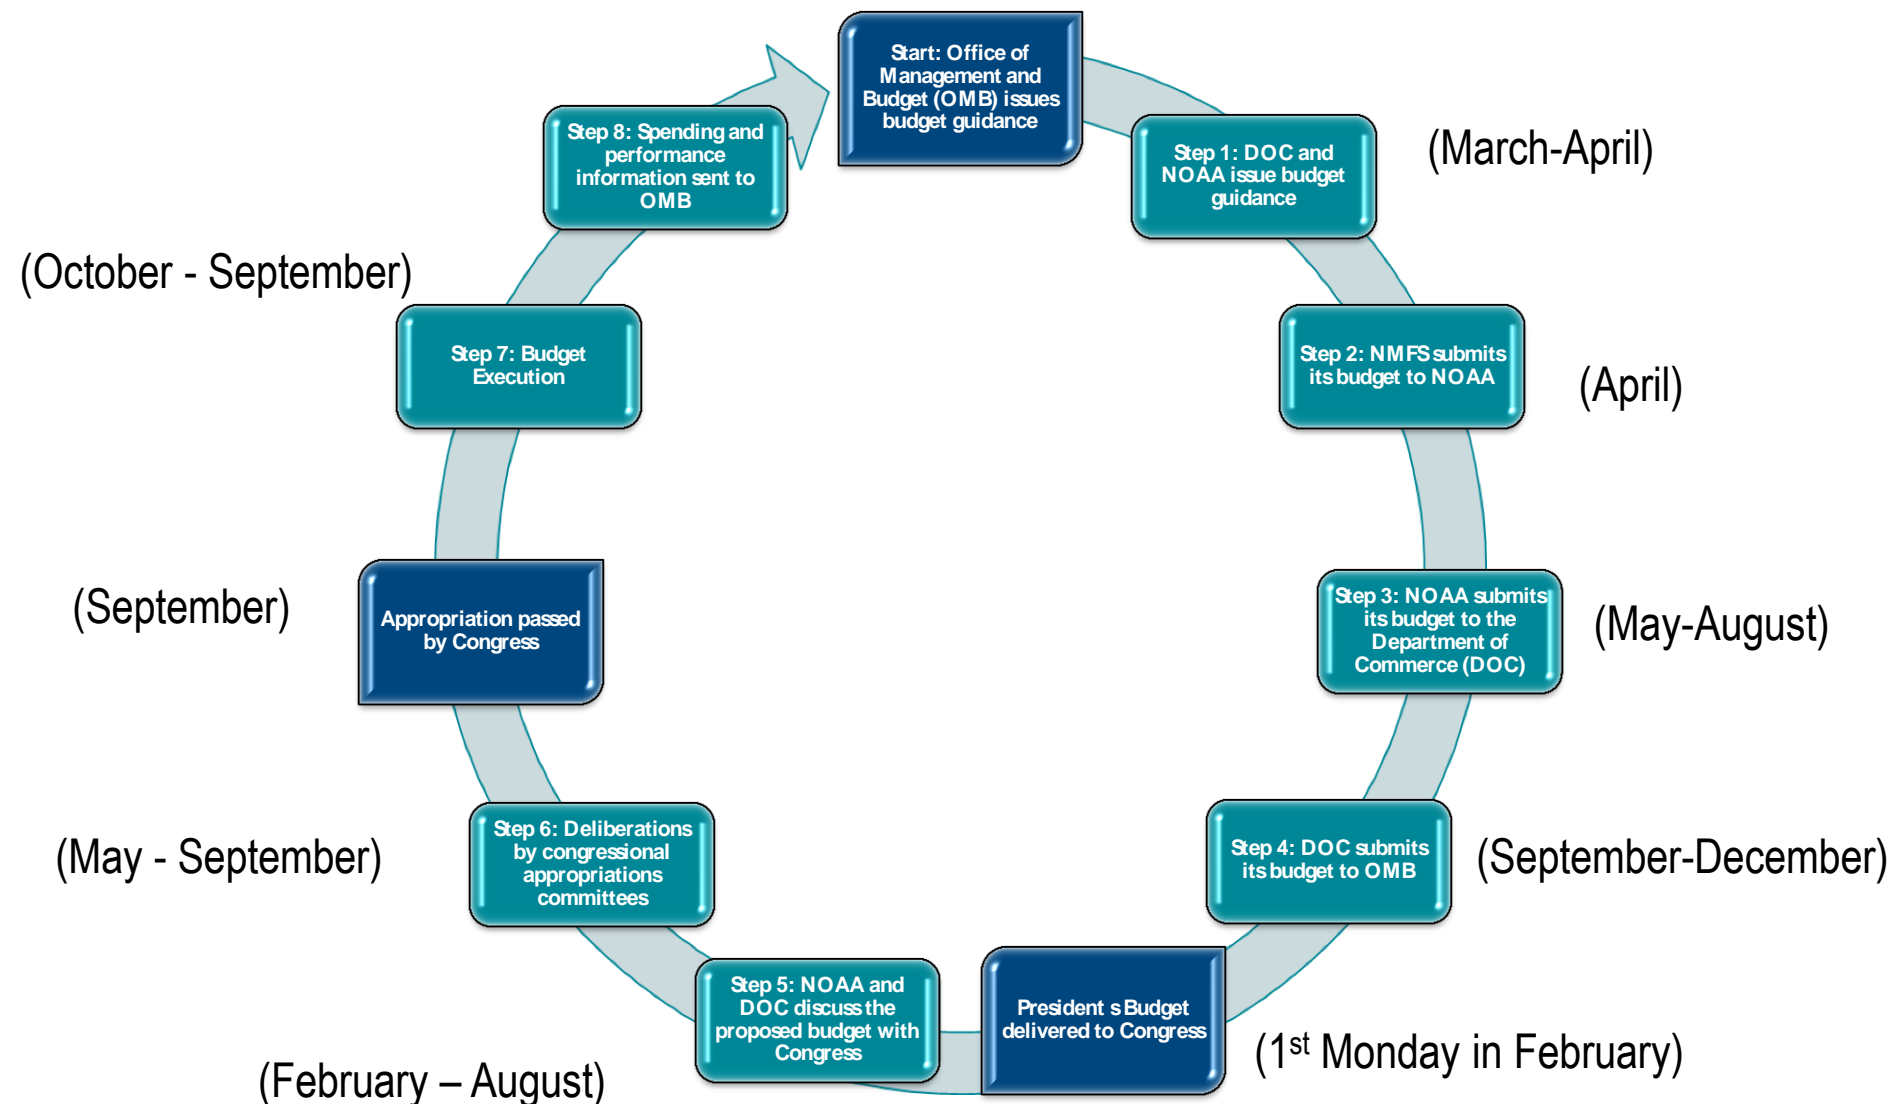 Start: Office of
Management and
Budget (OMB) issues
budget guidance
Step 1: DOC and
NOAA issue budget
guidance
(March-April)
Step 2: NMFS submits
its budget to NOAA
(April)
Step 3: NOAA submits
its budget to the
Department of
Commerce (DOC)
(May-August)
Step 4: DOC submits
its budget to OMB
(September-December)
President s Budget
delivered to Congress
(1st Monday in February)
Step 5: NOAA and
DOC discuss the
proposed budget with
Congress
(February – August)
Step 6: Deliberations
by congressional
appropriations
committees
(May - September)
Appropriation passed
by Congress
(September)
Step 7: Budget
Execution
(October - September)
Step 8: Spending and
performance
information sent to
OMB